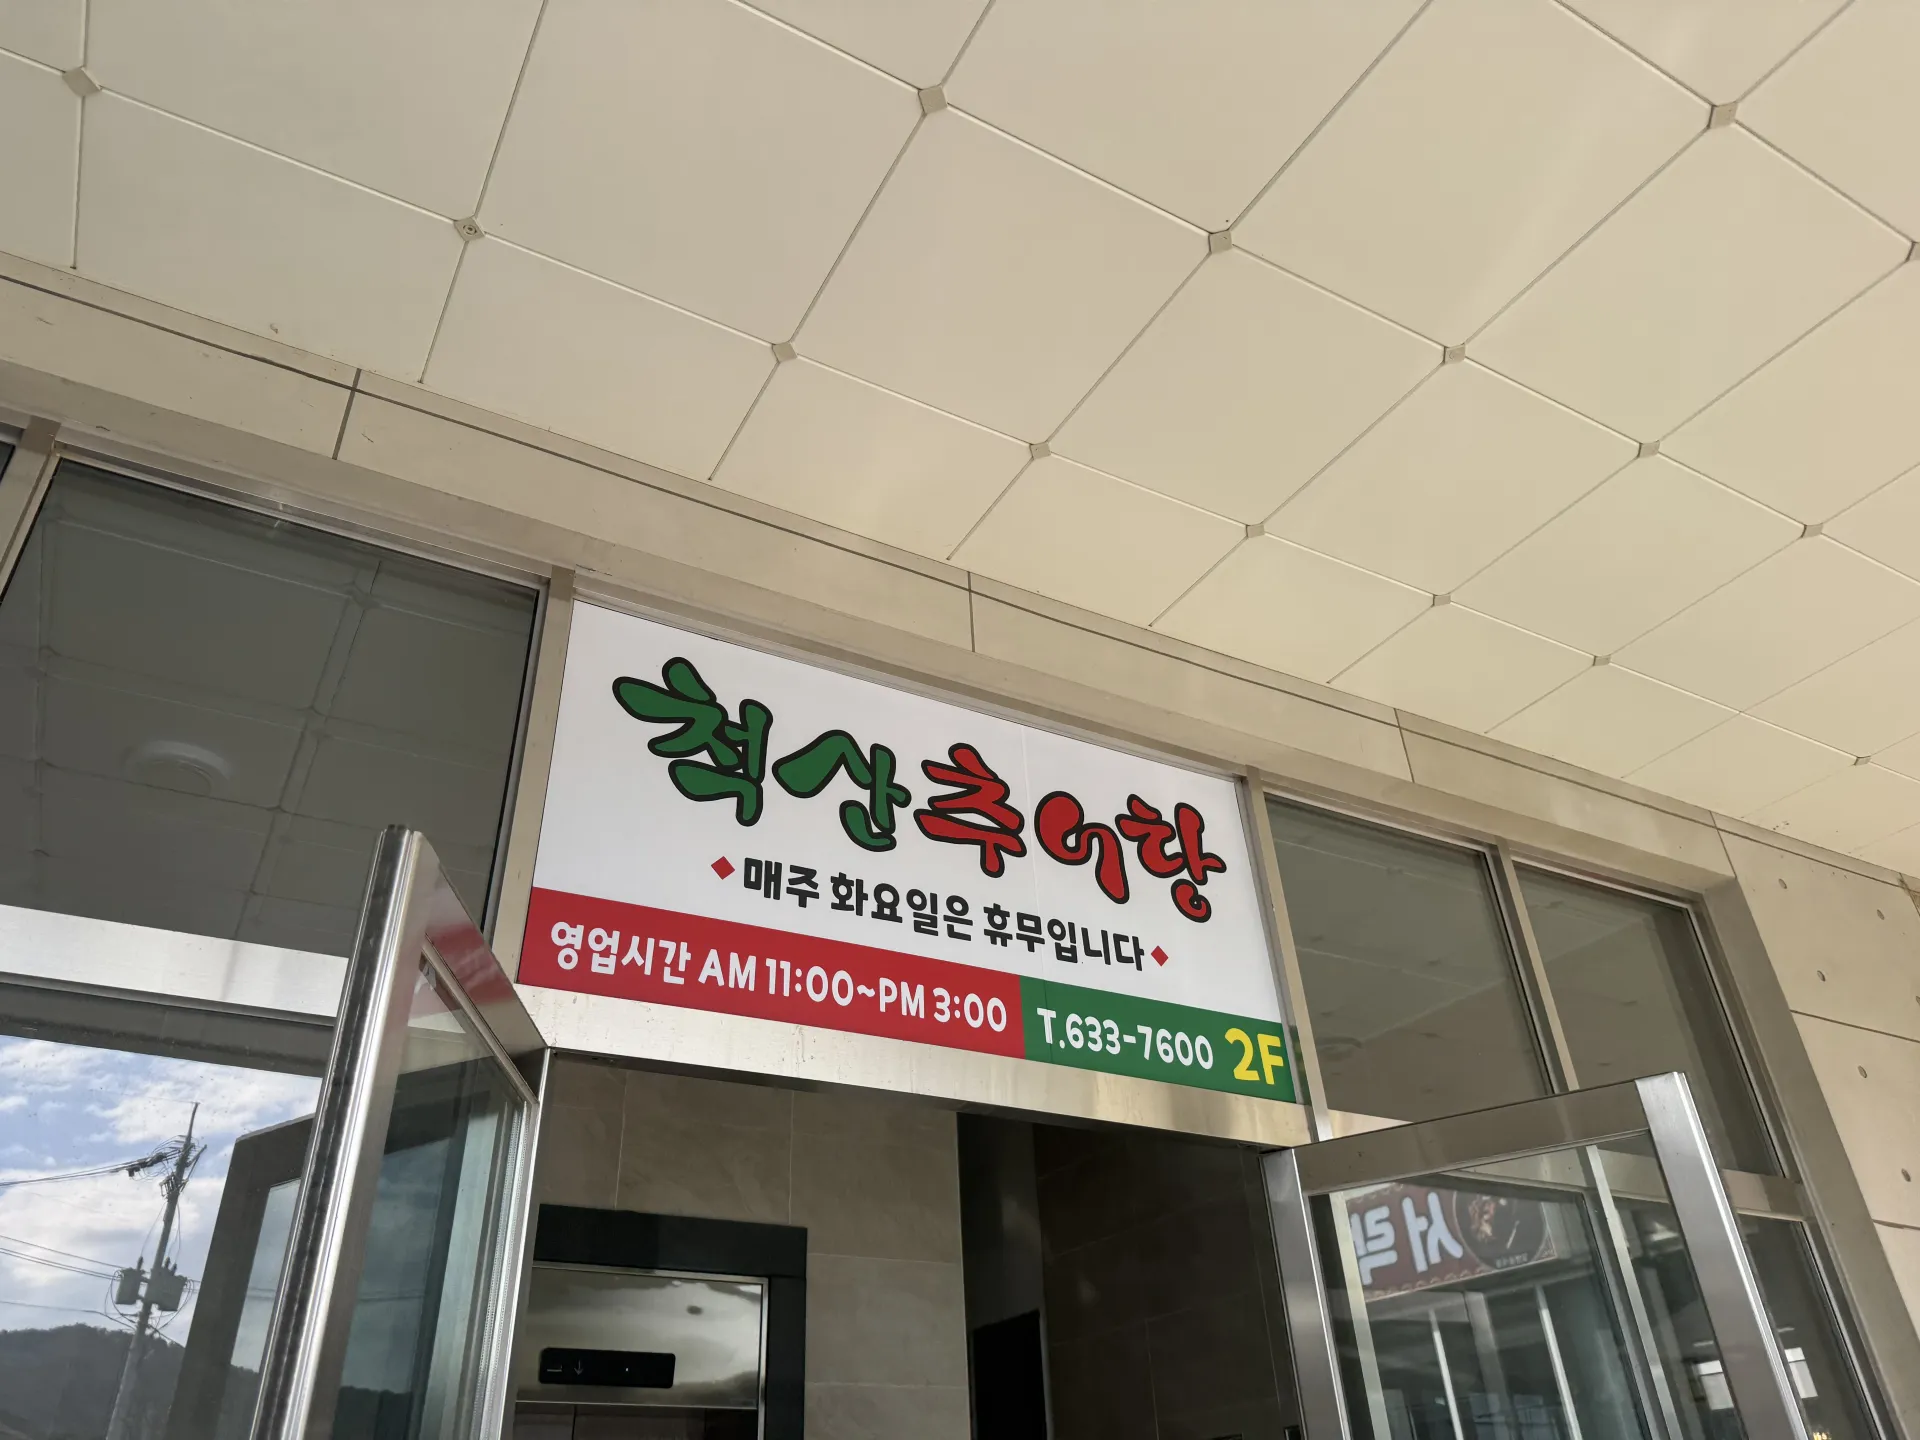 척산추어탕
◆매주 화요일은 휴무입니다◆
영업시간 AM 11:00~PM 3:00
T.633-7600 2F